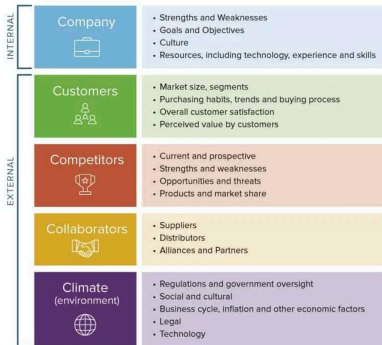 INTERNAL
Company
• Strengths and Weaknesses
• Goals and Objectives
• Culture
• Resources, including technology, experience and skills
EXTERNAL
Customers
• Market size, segments
• Purchasing habits, trends and buying process
• Overall customer satisfaction
• Perceived value by customers
Competitors
• Current and prospective
• Strengths and weaknesses
• Opportunities and threats
• Products and market share
Collaborators
• Suppliers
• Distributors
• Alliances and Partners
Climate
(environment)
• Regulations and government oversight
• Social and cultural
• Business cycle, inflation and other economic factors
• Legal
• Technology